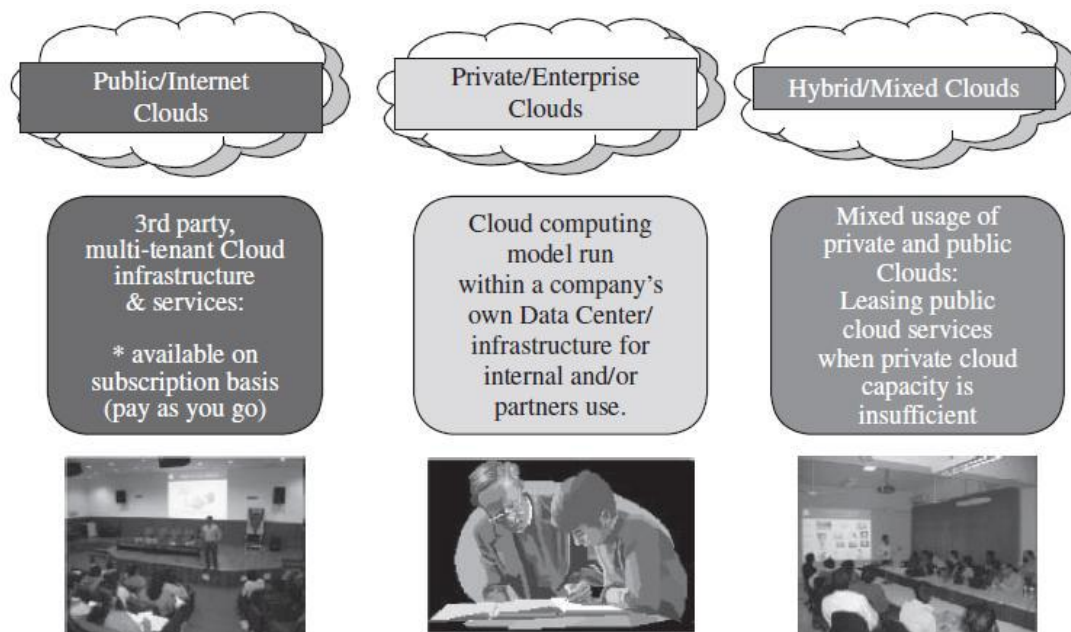 Public/Internet
Clouds
Private/Enterprise
Clouds
Hybrid/Mixed Clouds
3rd party,
multi-tenant Cloud
infrastructure
& services:
* available on
subscription basis
(pay as you go)
Cloud computing
model run
within a company's
own Data Center/
infrastructure for
internal and/or
partners use.
Mixed usage of
private and public
Clouds:
Leasing public
cloud services
when private cloud
capacity is
insufficient